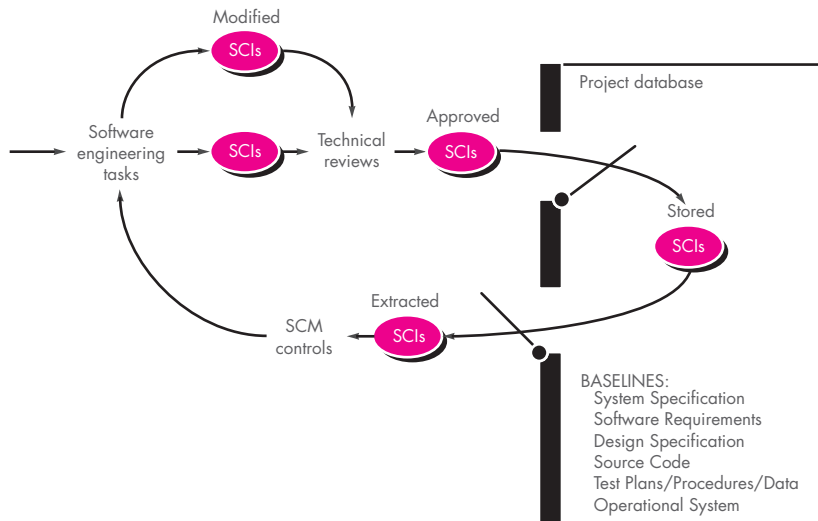 Modified
SCIs
Project database
Approved
Software
engineering
tasks
SCIs
Technical
reviews
SCIs
Stored
SCIs
Extracted
SCM
controls
SCIs
BASELINES:
System Specification
Software Requirements
Design Specification
Source Code
Test Plans/Procedures/Data
Operational System